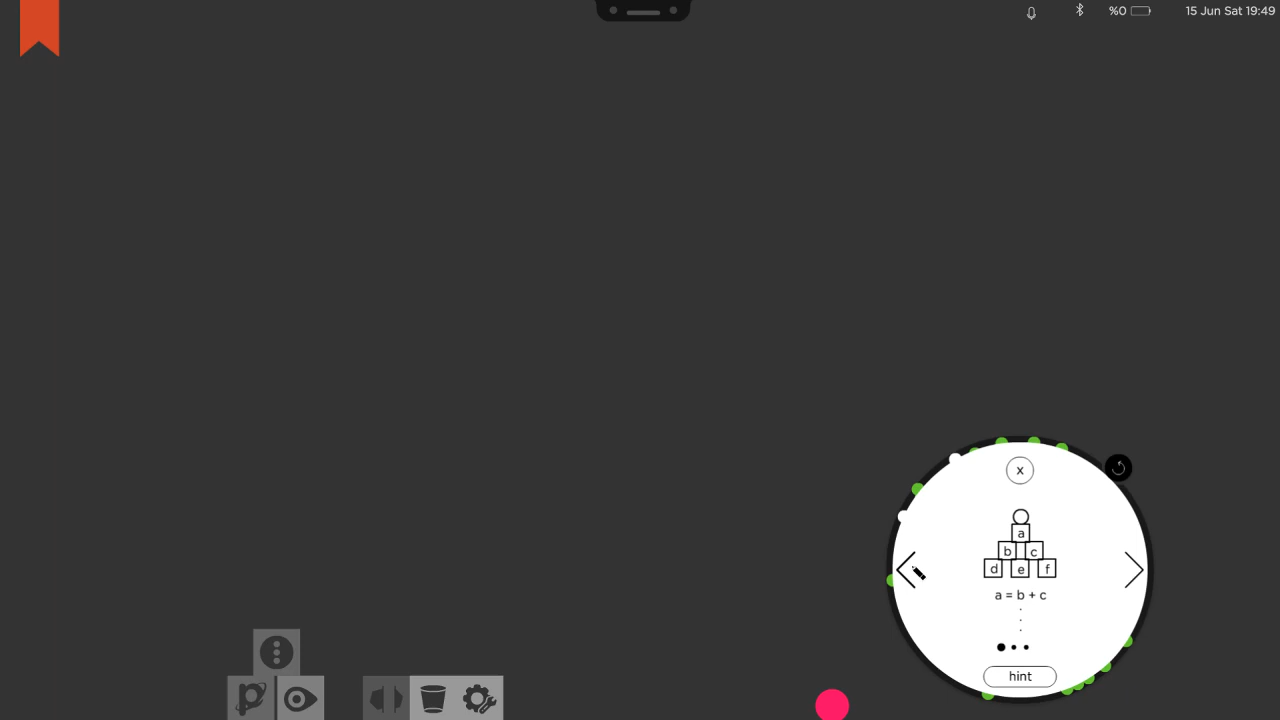 %0 15 Jun Sat 19:49
x
a
b c
d e f
a = b + c
.
.
.
hint